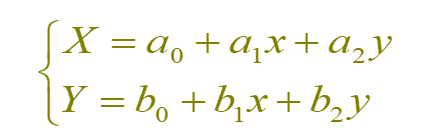 X = a₀ + a₁x + a₂y
Y = b₀ + b₁x + b₂y